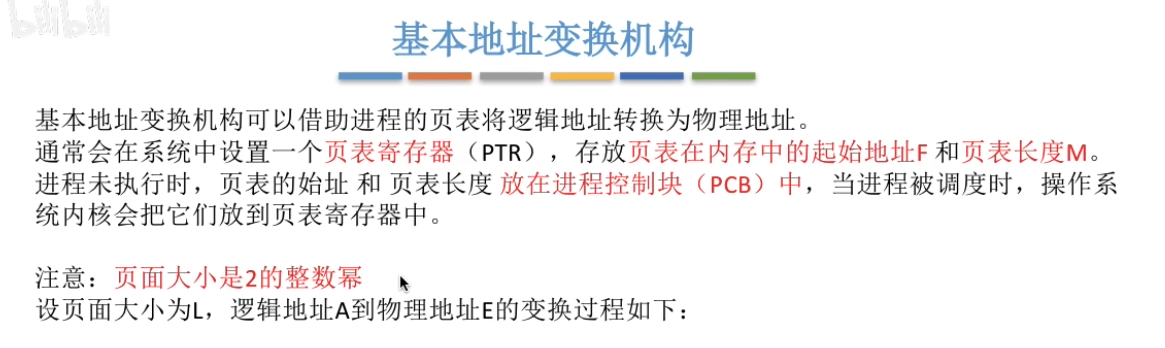 bilibili
基本地址变换机构
基本地址变换机构可以借助进程的页表将逻辑地址转换为物理地址。
通常会在系统中设置一个页表寄存器（PTR），存放页表在内存中的起始地址F 和页表长度M。
进程未执行时，页表的始址 和 页表长度 放在进程控制块（PCB）中，当进程被调度时，操作系
统内核会把它们放到页表寄存器中。
注意：页面大小是2的整数幂
设页面大小为L，逻辑地址A到物理地址E的变换过程如下：